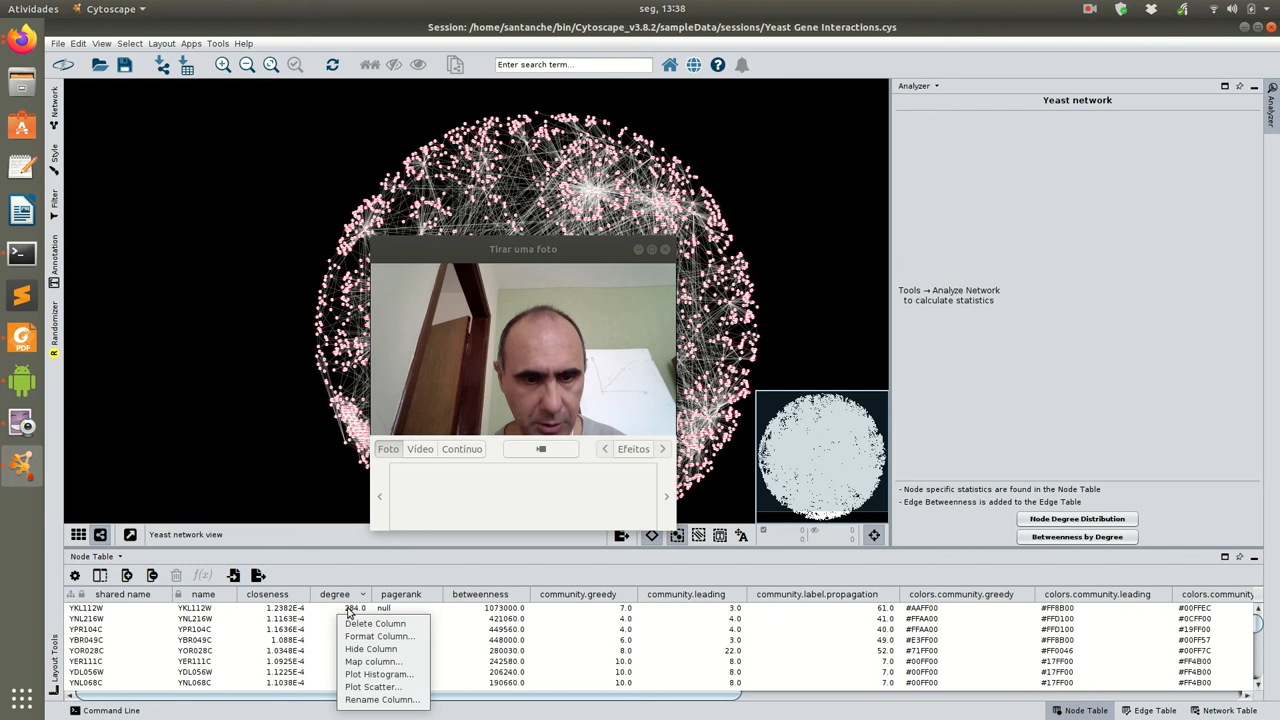 Atividades Cytoscape seg, 13:38
Session: /home/santanche/bin/Cytoscape_v3.8.2/sampleData/sessions/Yeast Gene Interactions.cys
File Edit View Select Layout Apps Tools Help
Enter search term...
Network
Style
Filter
Annotation
Randomizer
R
Layout Tools
Analyzer
Yeast network
Analyzer
Tools → Analyze Network
to calculate statistics
- Node specific statistics are found in the Node Table
- Edge Betweenness is added to the Edge Table
Node Degree Distribution
Betweenness by Degree
Tirar uma foto
Foto Vídeo Contínuo Efeitos
Yeast network view
0 0
0 0
Node Table
f(x)
shared name name closeness degree pagerank betweenness community.greedy community.leading community.label.propagation colors.community.greedy colors.community.leading colors.community
YKL112W YKL112W 1.2382E-4 284.0 null 1073000.0 7.0 3.0 61.0 #AAFF00 #FF8B00 #00FFEC
YNL216W YNL216W 1.1163E-4 421060.0 4.0 4.0 40.0 #FFAA00 #FFD100 #0CFF00
YPR104C YPR104C 1.1636E-4 449560.0 4.0 4.0 41.0 #FFAA00 #FFD100 #19FF00
YBR049C YBR049C 1.088E-4 448000.0 6.0 3.0 49.0 #E3FF00 #FF8B00 #00FF57
YOR028C YOR028C 1.0348E-4 280030.0 8.0 22.0 52.0 #71FF00 #FF0046 #00FF7C
YER111C YER111C 1.0925E-4 242580.0 10.0 8.0 7.0 #00FF00 #17FF00 #FF4B00
YDL056W YDL056W 1.1225E-4 206240.0 10.0 8.0 7.0 #00FF00 #17FF00 #FF4B00
YNL068C YNL068C 1.1038E-4 190660.0 10.0 8.0 7.0 #00FF00 #17FF00 #FF4B00
Delete Column
Format Column...
Hide Column
Map column...
Plot Histogram...
Plot Scatter...
Rename Column...
Command Line Node Table Edge Table Network Table
PDF